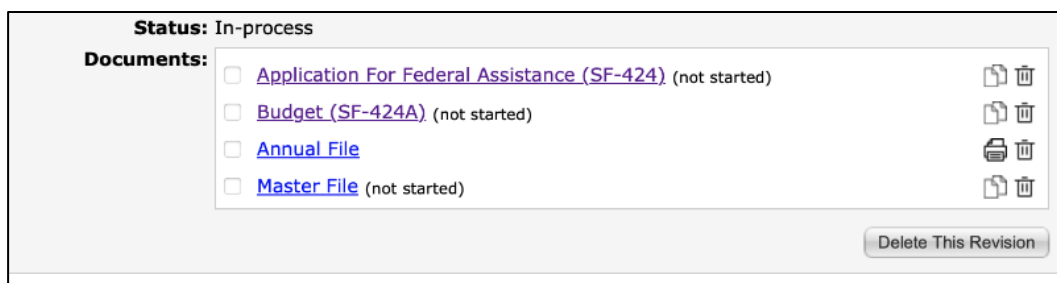 Status: In-process
Documents:
Application For Federal Assistance (SF-424) (not started)
Budget (SF-424A) (not started)
Annual File
Master File (not started)
Delete This Revision